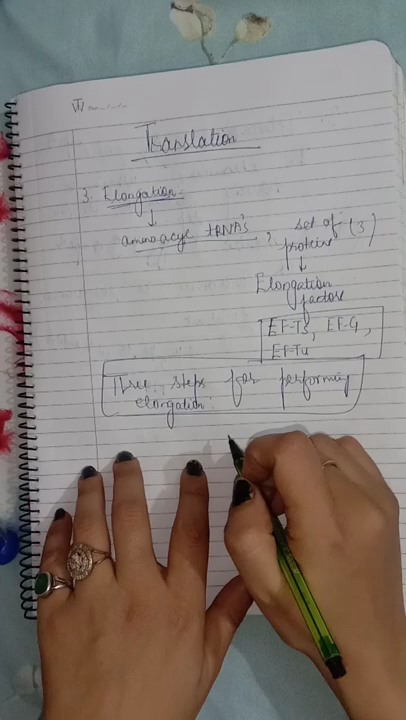 Translation
3. Elongation
aminoacyl tRNA's , set of (3)
proteins
Elongation
factors
EF-Ts, EF-G,
EF-Tu
Three steps for performing
elongation: